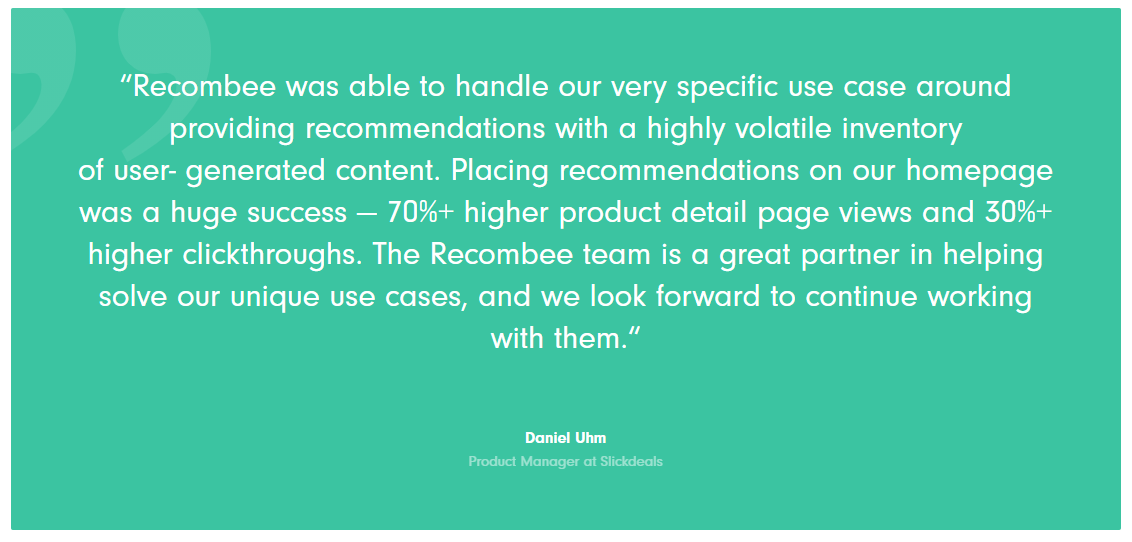 “Recombee was able to handle our very specific use case around
providing recommendations with a highly volatile inventory
of user- generated content. Placing recommendations on our homepage
was a huge success — 70%+ higher product detail page views and 30%+
higher clickthroughs. The Recombee team is a great partner in helping
solve our unique use cases, and we look forward to continue working
with them.”
Daniel Uhm
Product Manager at Slickdeals